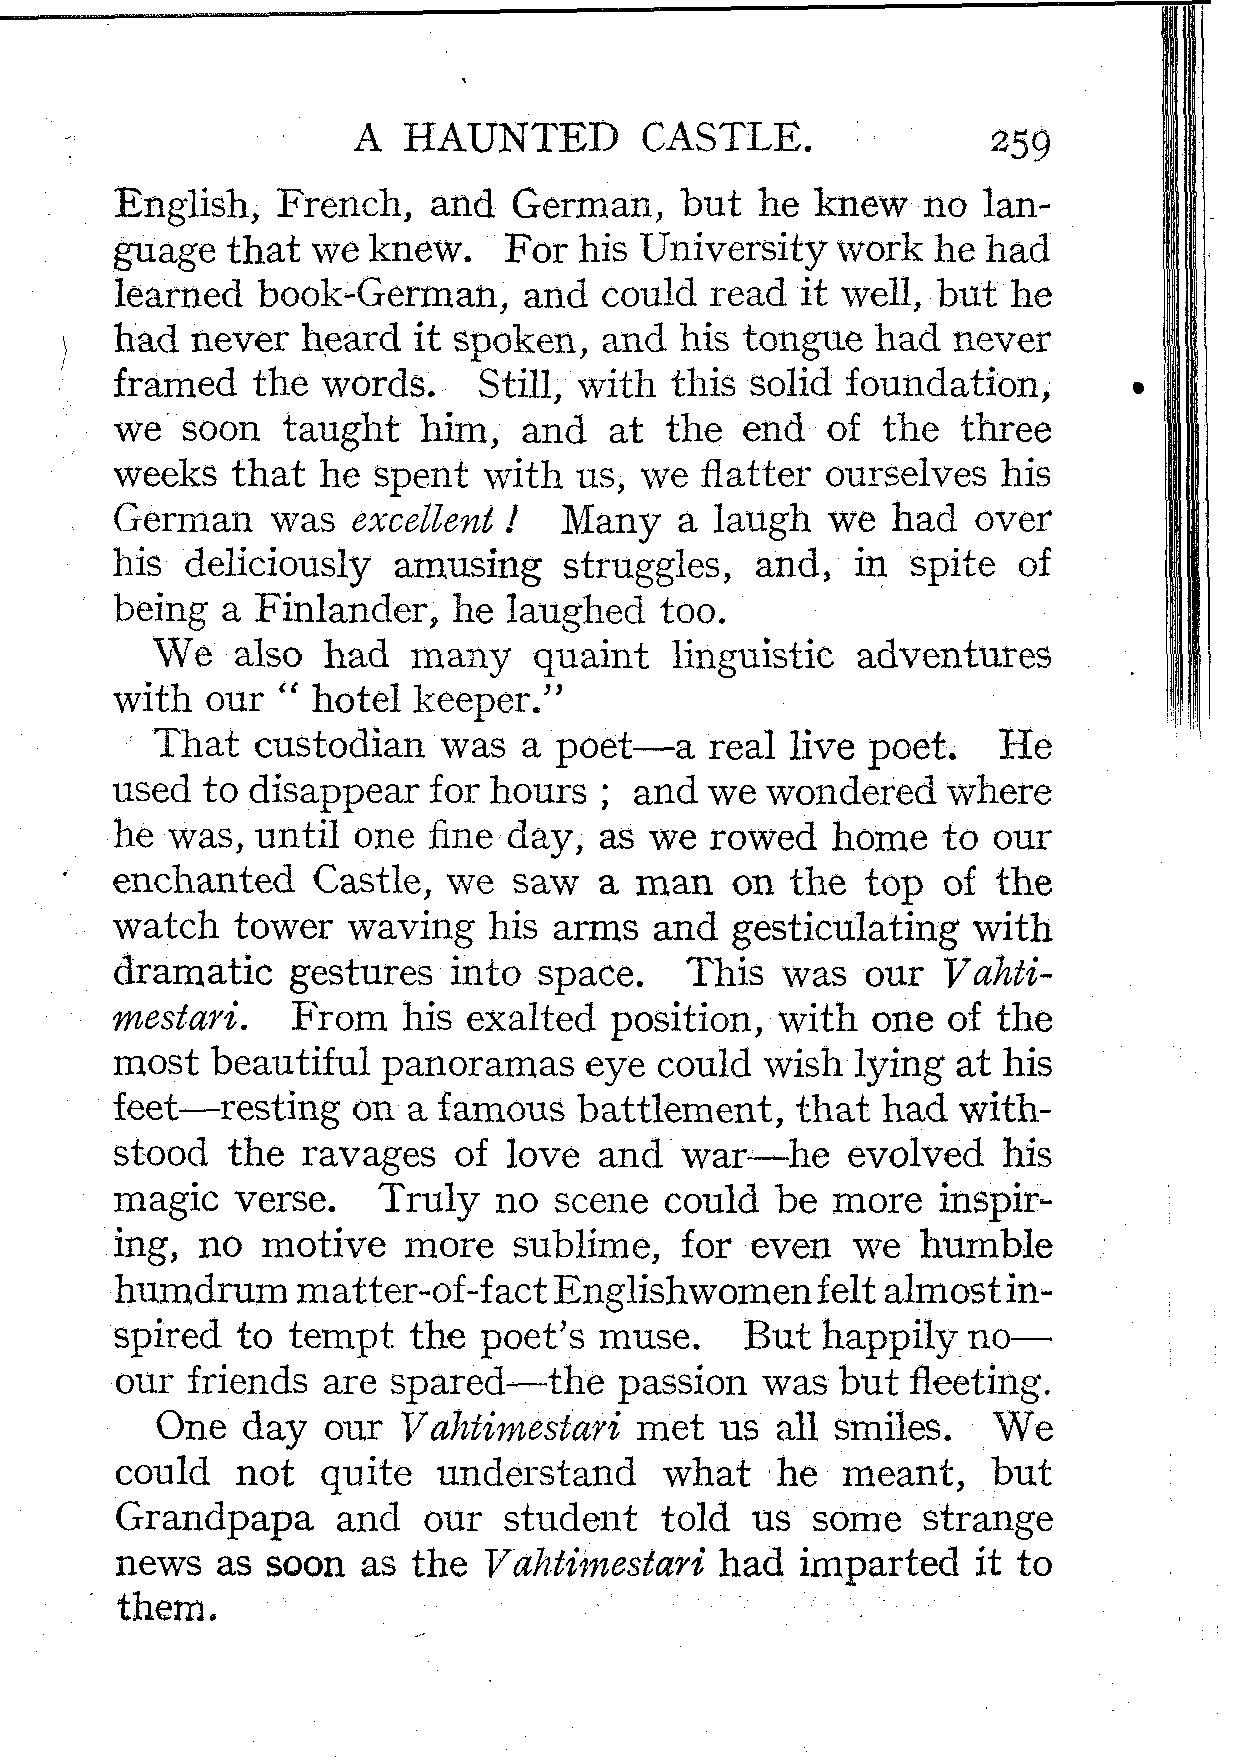 A HAUNTED CASTLE. 259
English, French, and German, but he knew no lan-
guage that we knew. For his University work he had
learned book-German, and could read it well, but he
had never heard it spoken, and his tongue had never
framed the words. Still, with this solid foundation,
we soon taught him, and at the end of the three
weeks that he spent with us, we flatter ourselves his
German was excellent! Many a laugh we had over
his deliciously amusing struggles, and, in spite of
being a Finlander, he laughed too.
We also had many quaint linguistic adventures
with our “ hotel keeper.”
That custodian was a poet—a real live poet. He
used to disappear for hours ; and we wondered where
he was, until one fine day, as we rowed home to our
enchanted Castle, we saw a man on the top of the
watch tower waving his arms and gesticulating with
dramatic gestures into space. This was our Vahti-
mestari. From his exalted position, with one of the
most beautiful panoramas eye could wish lying at his
feet—resting on a famous battlement, that had with-
stood the ravages of love and war—he evolved his
magic verse. Truly no scene could be more inspir-
ing, no motive more sublime, for even we humble
humdrum matter-of-fact Englishwomen felt almost in-
spired to tempt the poet’s muse. But happily no—
our friends are spared—the passion was but fleeting.
One day our Vahtimestari met us all smiles. We
could not quite understand what he meant, but
Grandpapa and our student told us some strange
news as soon as the Vahtimestari had imparted it to
them.